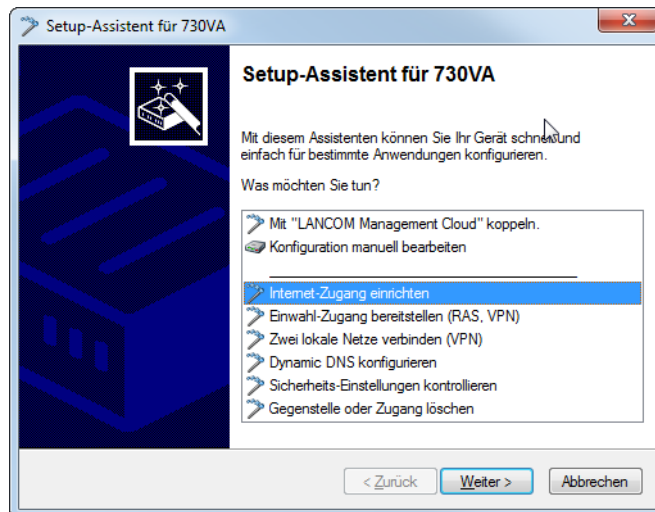 Setup-Assistent für 730VA
Setup-Assistent für 730VA
Mit diesem Assistenten können Sie Ihr Gerät schnell und
einfach für bestimmte Anwendungen konfigurieren.
Was möchten Sie tun?
Mit "LANCOM Management Cloud" koppeln.
Konfiguration manuell bearbeiten
Internet-Zugang einrichten
Einwahl-Zugang bereitstellen (RAS, VPN)
Zwei lokale Netze verbinden (VPN)
Dynamic DNS konfigurieren
Sicherheits-Einstellungen kontrollieren
Gegenstelle oder Zugang löschen
< Zurück Weiter > Abbrechen